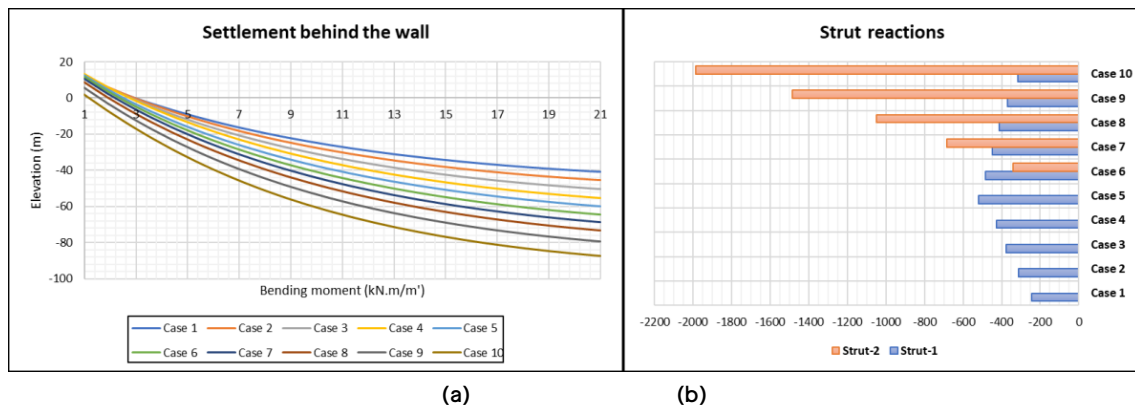 Settlement behind the wall
20
0
-20
-40
-60
-80
-100
1 3 5 7 9 11 13 15 17 19 21
Elevation (m)
Bending moment (kN.m/m')
Case 1 Case 2 Case 3 Case 4 Case 5
Case 6 Case 7 Case 8 Case 9 Case 10
(a)
Strut reactions
Case 10
Case 9
Case 8
Case 7
Case 6
Case 5
Case 4
Case 3
Case 2
Case 1
-2200 -2000 -1800 -1600 -1400 -1200 -1000 -800 -600 -400 -200 0
Strut-2 Strut-1
(b)